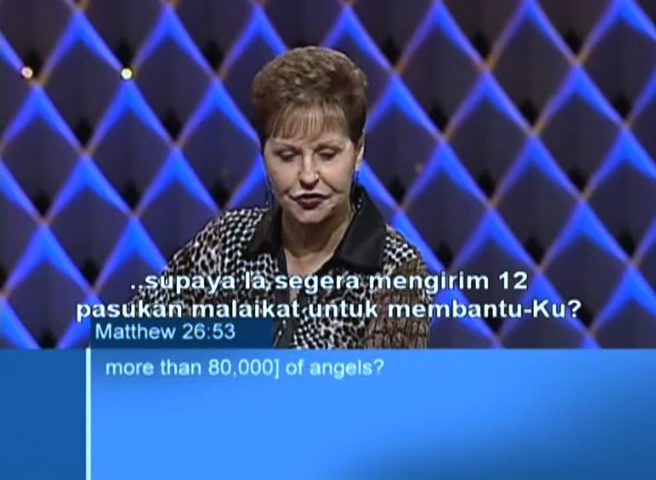 ..supaya Ia segera mengirim 12
pasukan malaikat untuk membantu-Ku?
Matthew 26:53
more than 80,000] of angels?